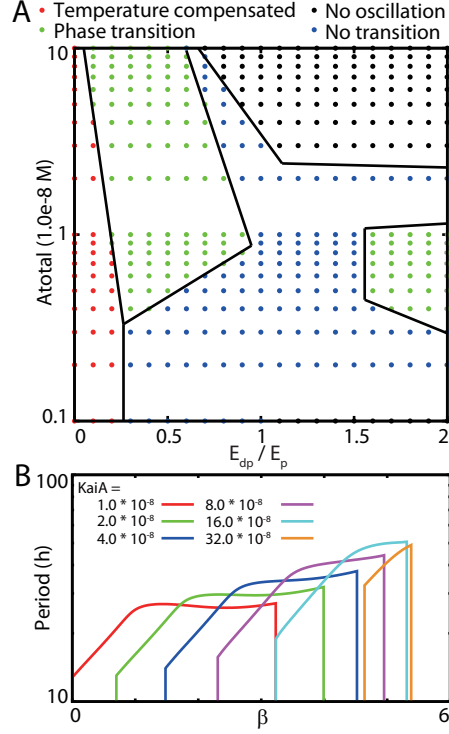 A
Temperature compensated
No oscillation
Phase transition
No transition
10
1.0
0.1
Atotal (1.0e-8 M)
0 0.5 1 1.5 2
E_dp / E_p
B
100
10
Period (h)
KaiA =
1.0 * 10^-8 8.0 * 10^-8
2.0 * 10^-8 16.0 * 10^-8
4.0 * 10^-8 32.0 * 10^-8
0 β 6